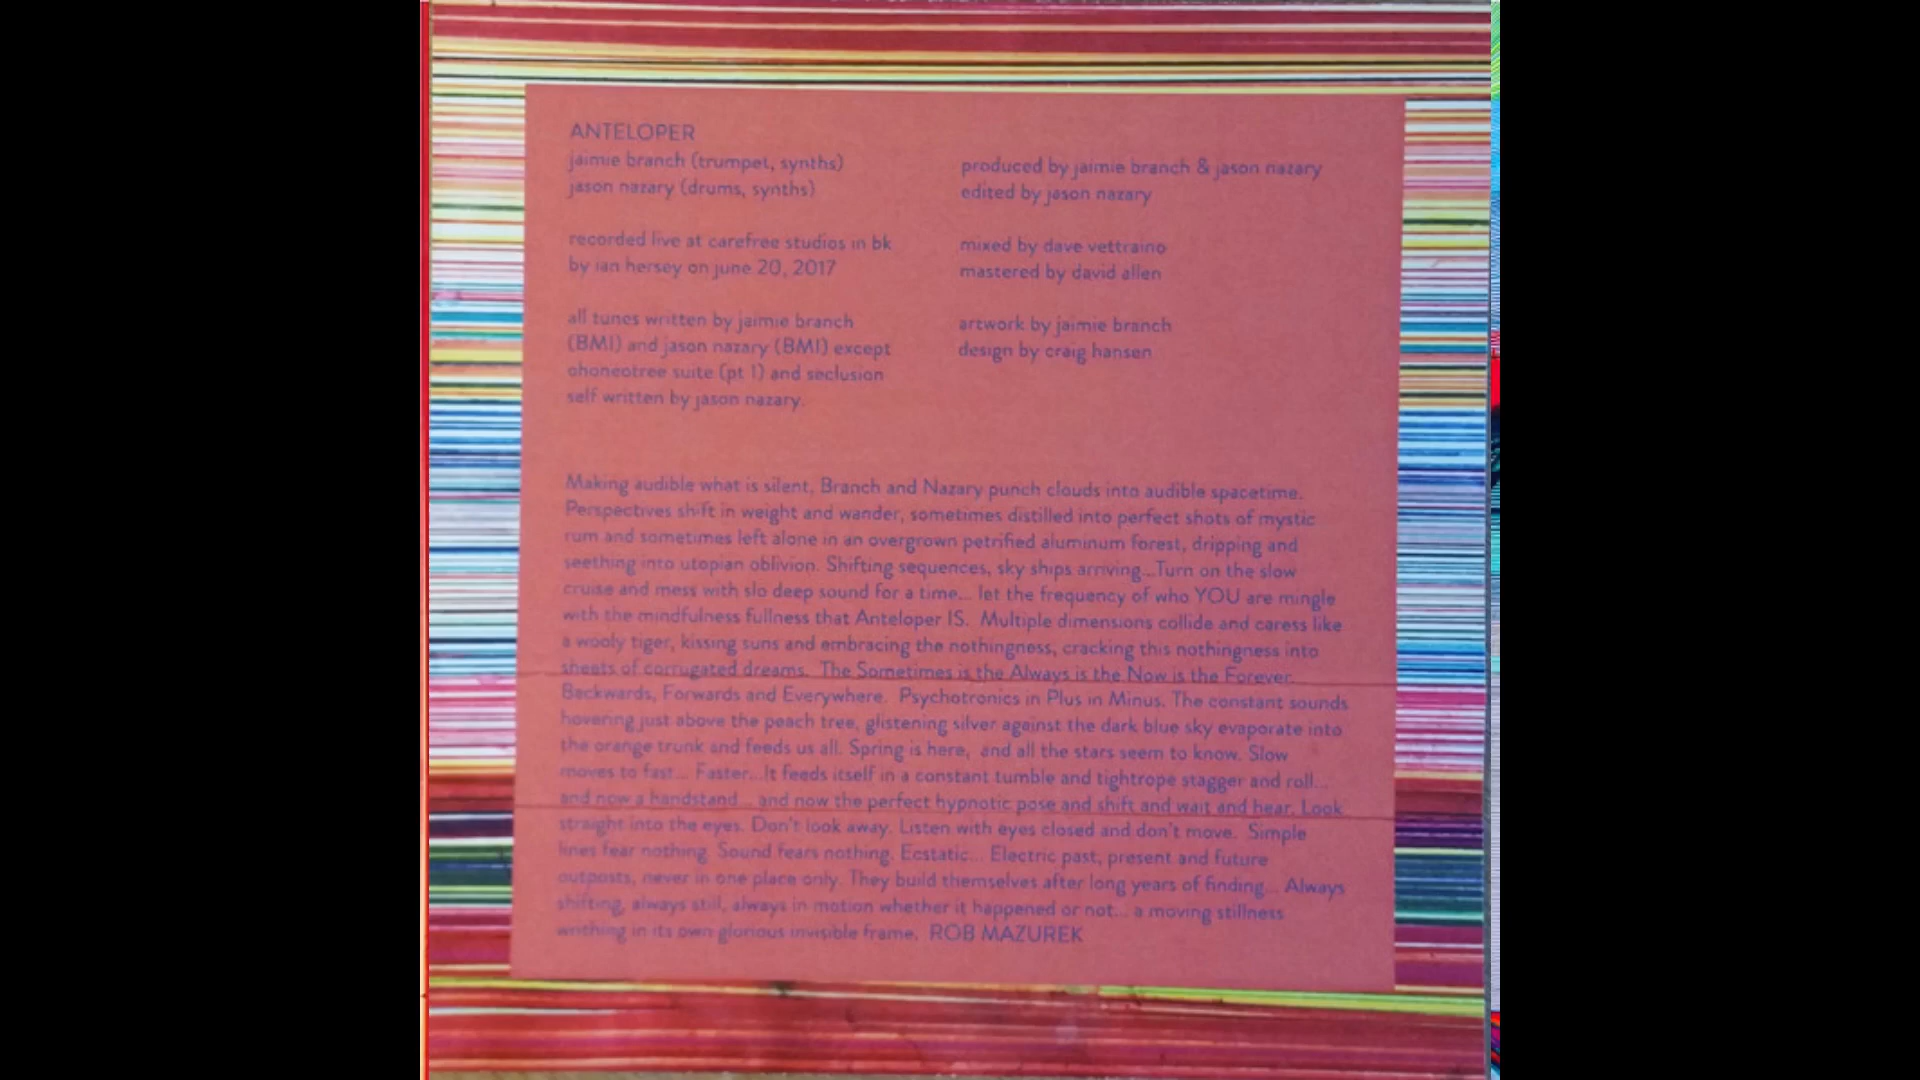 ANTELOPER
jaimie branch (trumpet, synths)
jason nazary (drums, synths)
recorded live at carefree studios in bk
by ian hersey on june 20, 2017
all tunes written by jaimie branch
(BMI) and jason nazary (BMI) except
ohoneotree suite (pt 1) and seclusion
self written by jason nazary.
produced by jaimie branch & jason nazary
edited by jason nazary
mixed by dave vettraino
mastered by david allen
artwork by jaimie branch
design by craig hansen
Making audible what is silent, Branch and Nazary punch clouds into audible spacetime.
Perspectives shift in weight and wander, sometimes distilled into perfect shots of mystic
rum and sometimes left alone in an overgrown petrified aluminum forest, dripping and
seething into utopian oblivion. Shifting sequences, sky ships arriving...Turn on the slow
cruise and mess with slo deep sound for a time... let the frequency of who YOU are mingle
with the mindfulness fullness that Anteloper IS. Multiple dimensions collide and caress like
a wooly tiger, kissing suns and embracing the nothingness, cracking this nothingness into
sheets of corrugated dreams. The Sometimes is the Always is the Now is the Forever.
Backwards, Forwards and Everywhere. Psychotronics in Plus in Minus. The constant sounds
hovering just above the peach tree, glistening silver against the dark blue sky evaporate into
the orange trunk and feeds us all. Spring is here, and all the stars seem to know. Slow
moves to fast... Faster...It feeds itself in a constant tumble and tightrope stagger and roll...
and now a handstand... and now the perfect hypnotic pose and shift and wait and hear. Look
straight into the eyes. Don't look away. Listen with eyes closed and don't move. Simple
lines fear nothing. Sound fears nothing. Ecstatic... Electric past, present and future
outposts, never in one place only. They build themselves after long years of finding... Always
shifting, always still, always in motion whether it happened or not... a moving stillness
writhing in its own glorious invisible frame. ROB MAZUREK